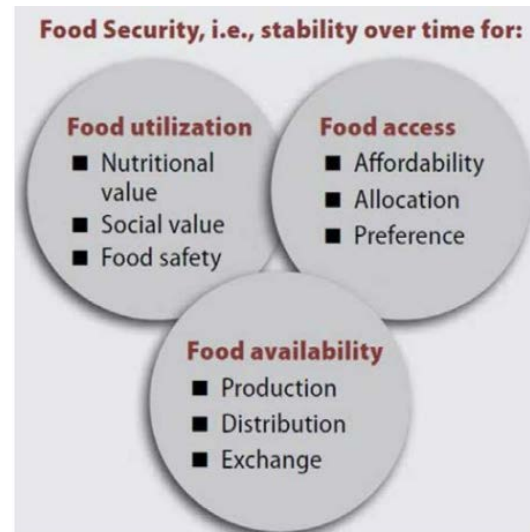 Food Security, i.e., stability over time for:
Food utilization
■ Nutritional
value
■ Social value
■ Food safety
Food access
■ Affordability
■ Allocation
■ Preference
Food availability
■ Production
■ Distribution
■ Exchange